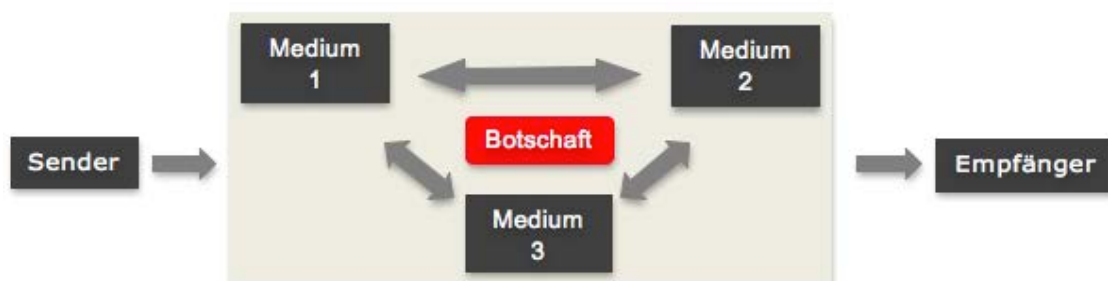 Medium
1
Medium
2
Botschaft
Sender
Empfänger
Medium
3